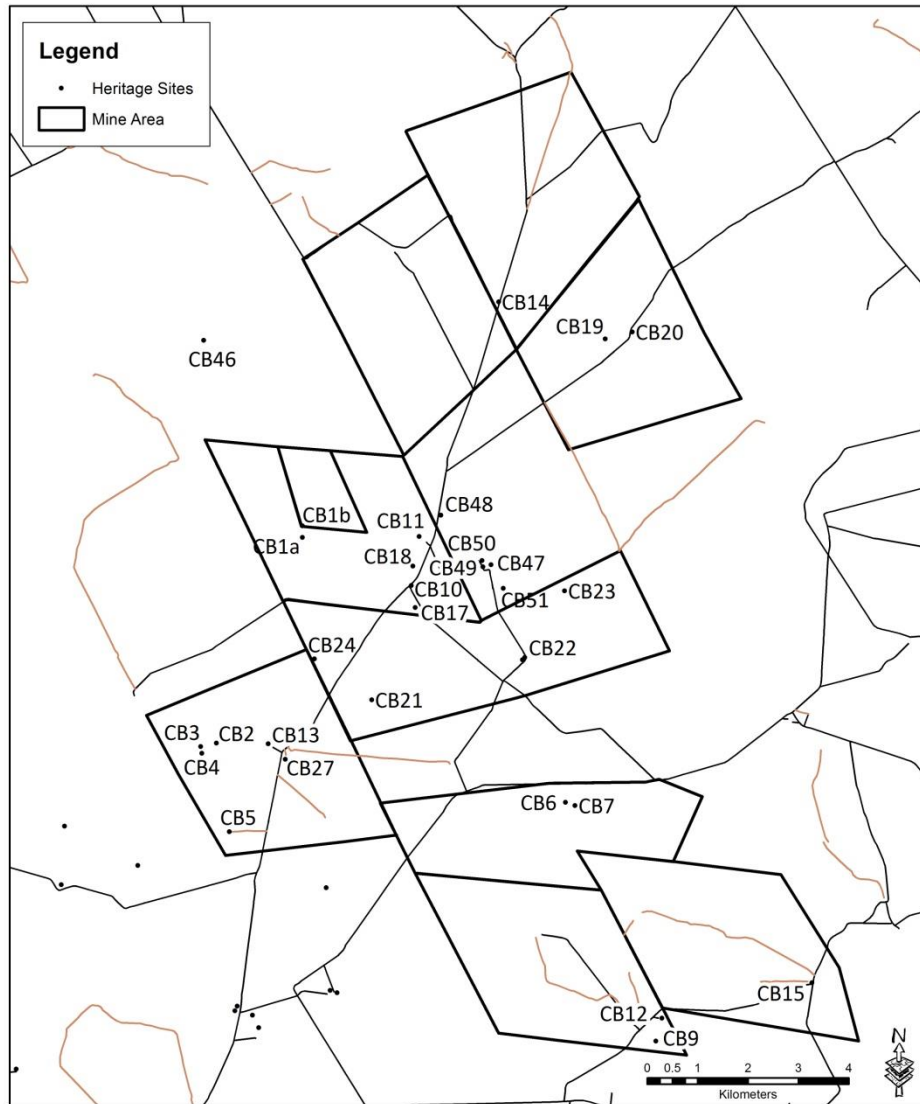 Legend
Heritage Sites
Mine Area
CB14
CB19
CB20
CB46
CB1b
CB11
CB48
CB1a
CB50
CB18
CB49
CB47
CB10
CB51
CB23
CB17
CB24
CB22
CB21
CB3
CB2
CB13
CB4
CB27
CB6
CB7
CB5
CB15
CB12
CB9
N
0 0.5 1 2 3 4
Kilometers